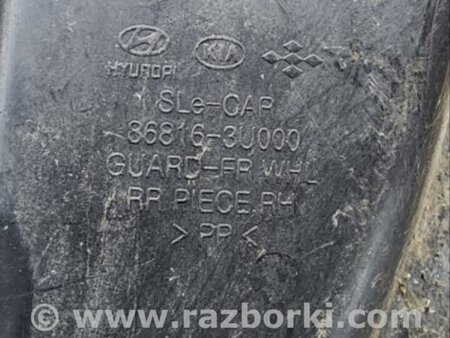 HYUNDAI KIA
SLe-CAP
86816-3U000
GUARD-FR WHL
RR PIECE.RH
> PP <
www.razborki.com